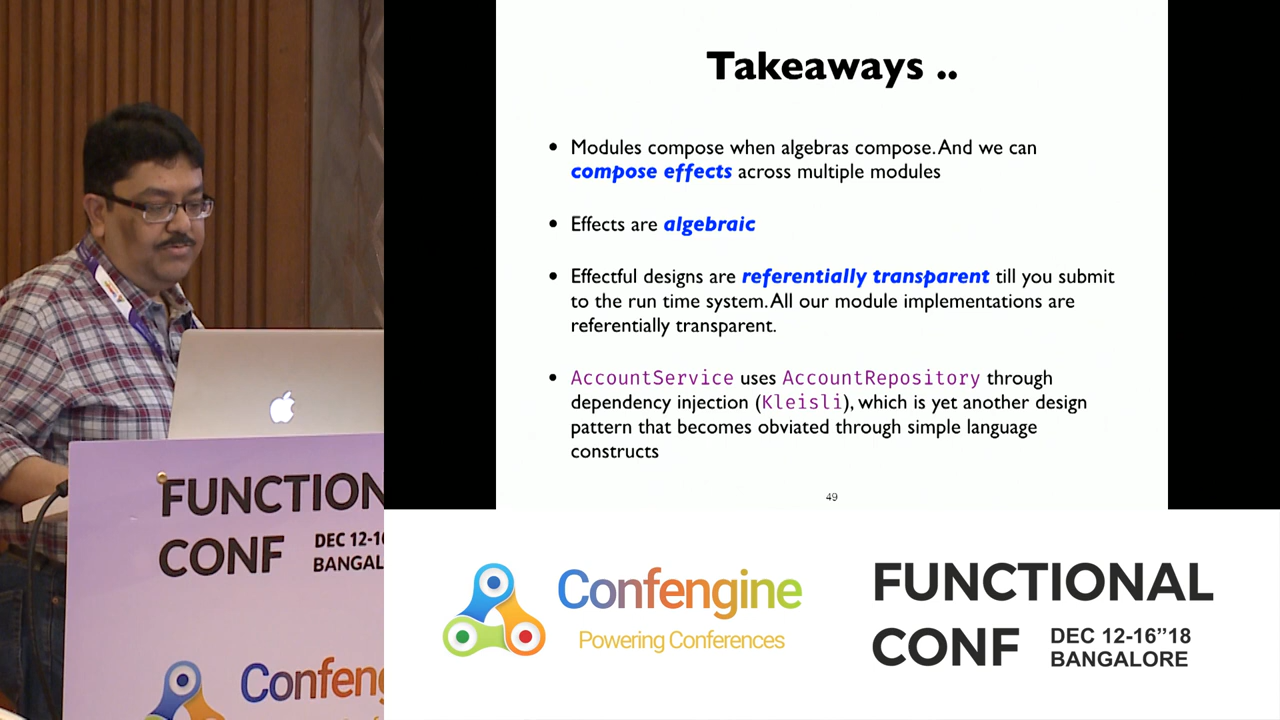 Takeaways ..
• Modules compose when algebras compose. And we can
compose effects across multiple modules
• Effects are algebraic
• Effectful designs are referentially transparent till you submit
to the run time system. All our module implementations are
referentially transparent.
• AccountService uses AccountRepository through
dependency injection (Kleisli), which is yet another design
pattern that becomes obviated through simple language
constructs
49
FUNCTION
CONF DEC 12-16
BANGAL
Confeng
Confengine
Powering Conferences
FUNCTIONAL
CONF DEC 12-16”18
BANGALORE